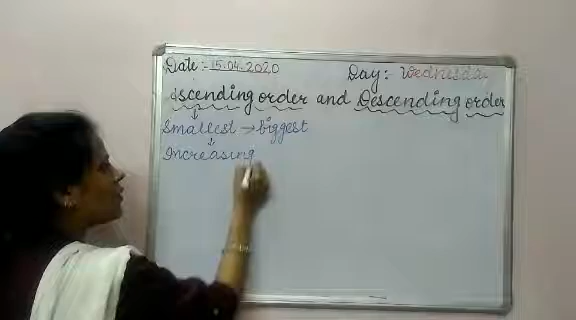 Date :- 15.04.2020 Day: Wednesday
Ascending order and Descending order
↓
Smallest → biggest
↓
Increasing